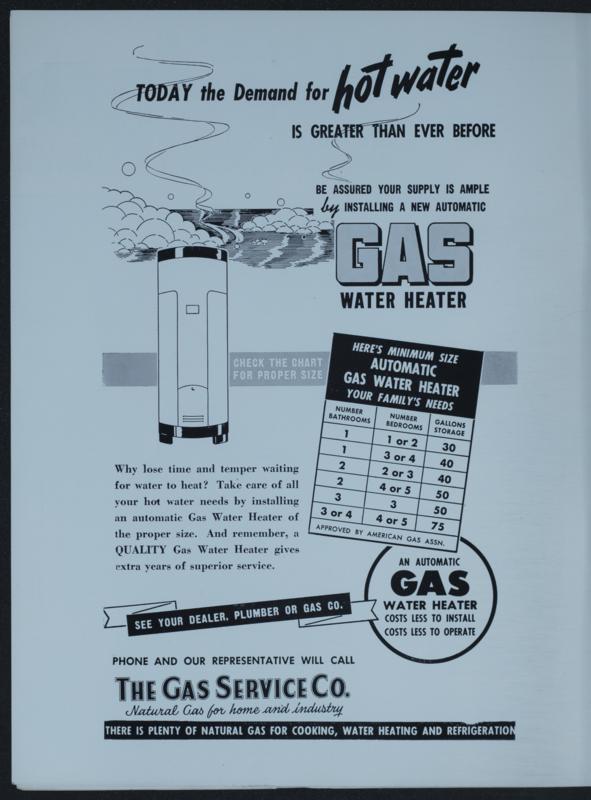 TODAY the Demand for hot water
IS GREATER THAN EVER BEFORE
BE ASSURED YOUR SUPPLY IS AMPLE
by INSTALLING A NEW AUTOMATIC
GAS
WATER HEATER
CHECK THE CHART
FOR PROPER SIZE
HERE'S MINIMUM SIZE
AUTOMATIC
GAS WATER HEATER
YOUR FAMILY'S NEEDS
NUMBER BATHROOMS NUMBER BEDROOMS GALLONS STORAGE
1 1 or 2 30
1 3 or 4 40
2 2 or 3 40
2 4 or 5 50
3 3 50
3 or 4 4 or 5 75
APPROVED BY AMERICAN GAS ASSN.
Why lose time and temper waiting
for water to heat? Take care of all
your hot water needs by installing
an automatic Gas Water Heater of
the proper size. And remember, a
QUALITY Gas Water Heater gives
extra years of superior service.
AN AUTOMATIC
GAS
WATER HEATER
COSTS LESS TO INSTALL
COSTS LESS TO OPERATE
SEE YOUR DEALER, PLUMBER OR GAS CO.
PHONE AND OUR REPRESENTATIVE WILL CALL
THE GAS SERVICE CO.
Natural Gas for home and industry
THERE IS PLENTY OF NATURAL GAS FOR COOKING, WATER HEATING AND REFRIGERATION